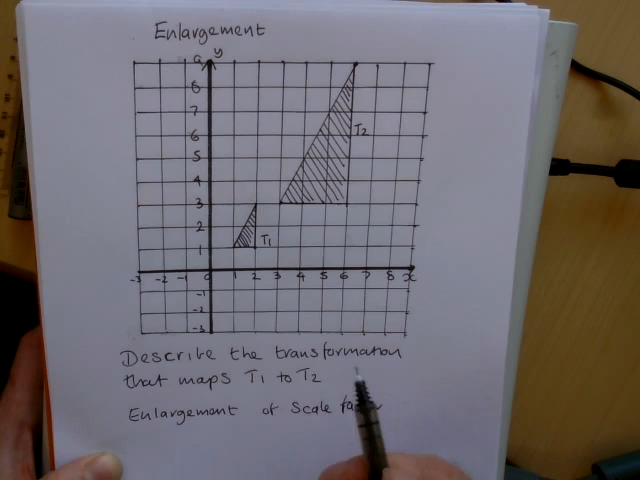 Enlargement
y
9
8
7
6
5
4
3
2
1
T2
T1
-3 -2 -1 0 1 2 3 4 5 6 7 8 x
-1
-2
-3
Describe the transformation
that maps T1 to T2
Enlargement of Scale